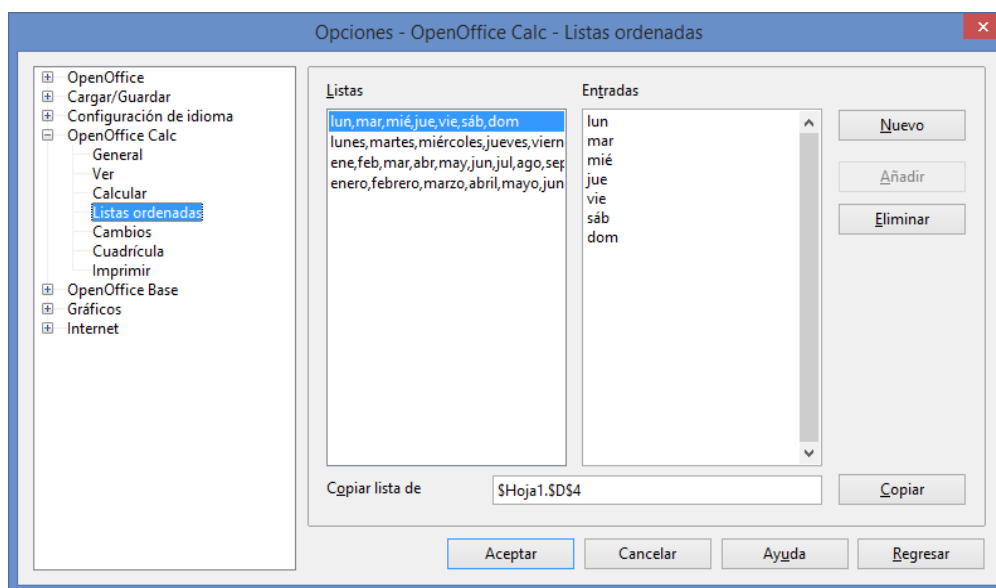 Opciones - OpenOffice Calc - Listas ordenadas
OpenOffice
Cargar/Guardar
Configuración de idioma
OpenOffice Calc
General
Ver
Calcular
Listas ordenadas
Cambios
Cuadrícula
Imprimir
OpenOffice Base
Gráficos
Internet
Listas
lun,mar,mié,jue,vie,sáb,dom
lunes,martes,miércoles,jueves,viern
ene,feb,mar,abr,may,jun,jul,ago,sep
enero,febrero,marzo,abril,mayo,jun
Entradas
lun
mar
mié
jue
vie
sáb
dom
Nuevo
Añadir
Eliminar
Copiar lista de
$Hoja1.$D$4
Copiar
Aceptar
Cancelar
Ayuda
Regresar